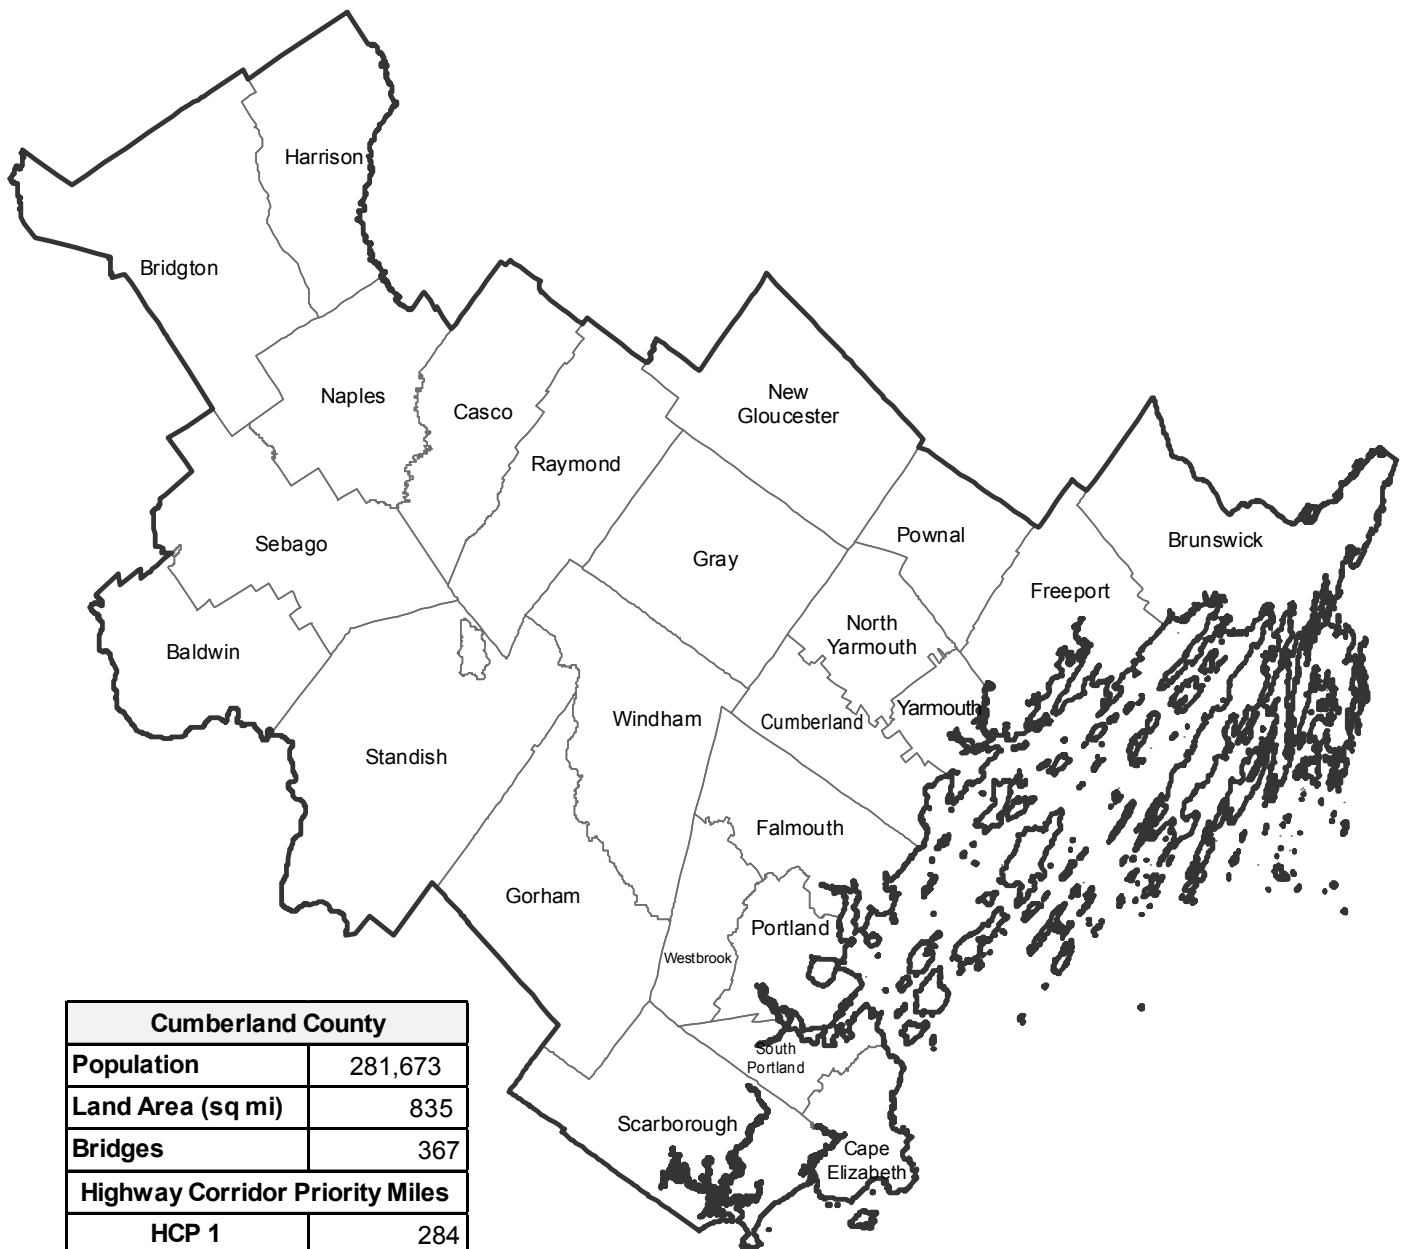 Harrison
Bridgton
Naples
Casco
New
Gloucester
Raymond
Sebago
Gray
Pownal
Brunswick
Freeport
North
Yarmouth
Baldwin
Yarmouth
Windham
Cumberland
Standish
Falmouth
Gorham
Portland
Westbrook
South
Portland
Scarborough
Cape
Elizabeth
Cumberland County
Population 281,673
Land Area (sq mi) 835
Bridges 367
Highway Corridor Priority Miles
HCP 1 284